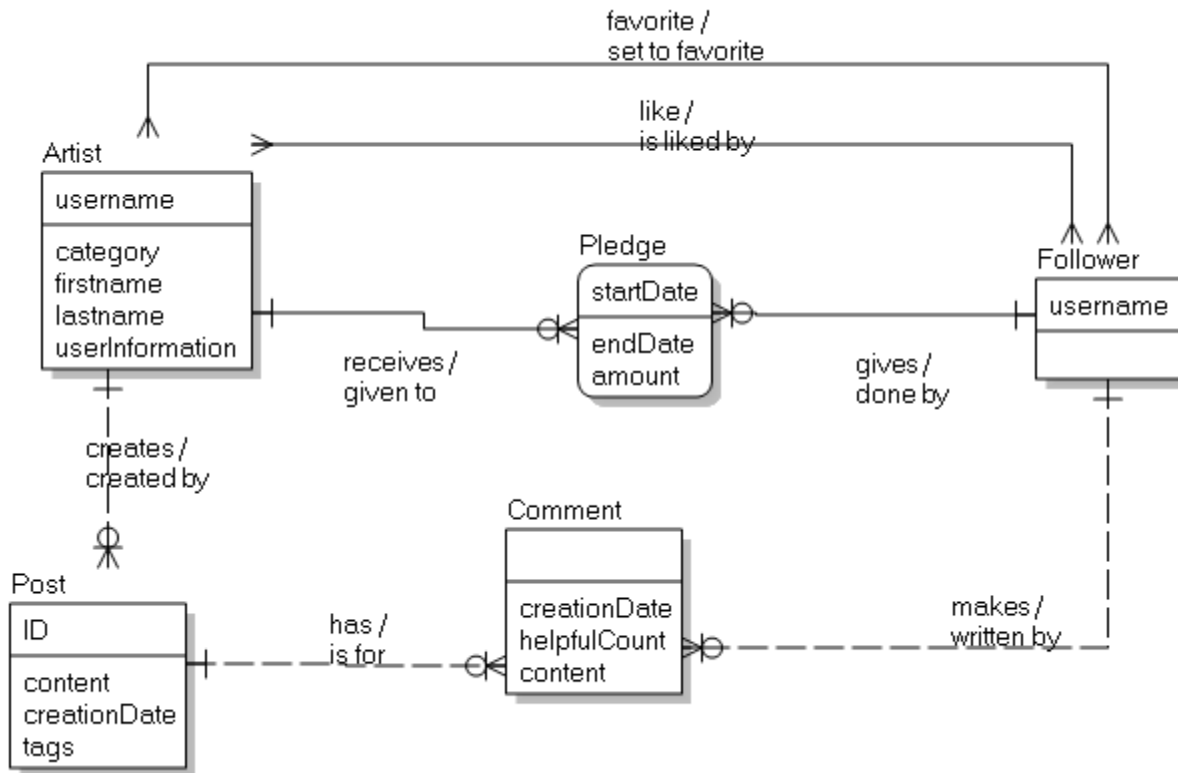 favorite /
set to favorite
like /
is liked by
Artist
username
category
firstname
lastname
userInformation
Pledge
startDate
endDate
amount
Follower
username
receives /
given to
gives /
done by
creates /
created by
Comment
creationDate
helpfulCount
content
Post
ID
content
creationDate
tags
has /
is for
makes /
written by